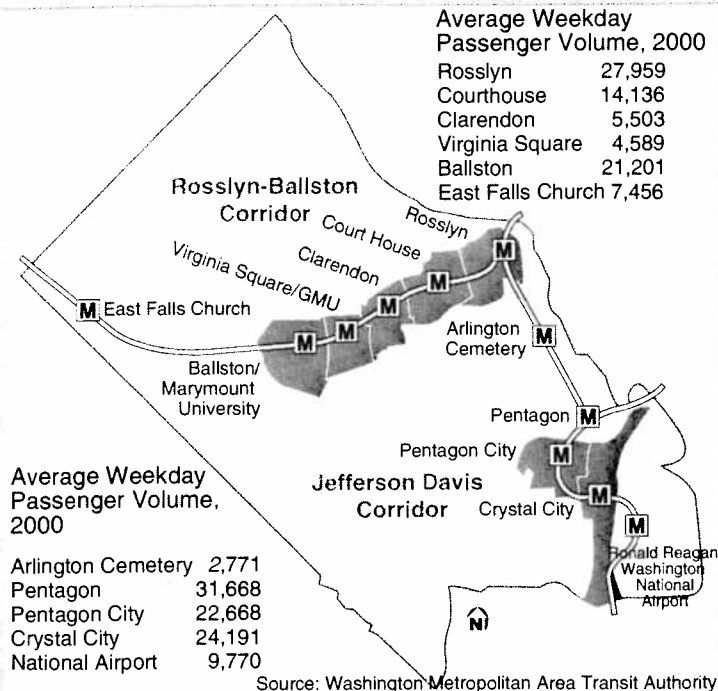 Average Weekday
Passenger Volume, 2000
Rosslyn 27,959
Courthouse 14,136
Clarendon 5,503
Virginia Square 4,589
Ballston 21,201
East Falls Church 7,456
Rosslyn-Ballston
Corridor
Rosslyn
Court House
Clarendon
Virginia Square/GMU
M
M
M
M
M
M East Falls Church
Ballston/
Marymount
University
Arlington
Cemetery
M
Pentagon
M
Pentagon City
M
Jefferson Davis
Corridor
Crystal City
M
M
Ronald Reagan
Washington
National
Airport
N
Average Weekday
Passenger Volume,
2000
Arlington Cemetery 2,771
Pentagon 31,668
Pentagon City 22,668
Crystal City 24,191
National Airport 9,770
Source: Washington Metropolitan Area Transit Authority